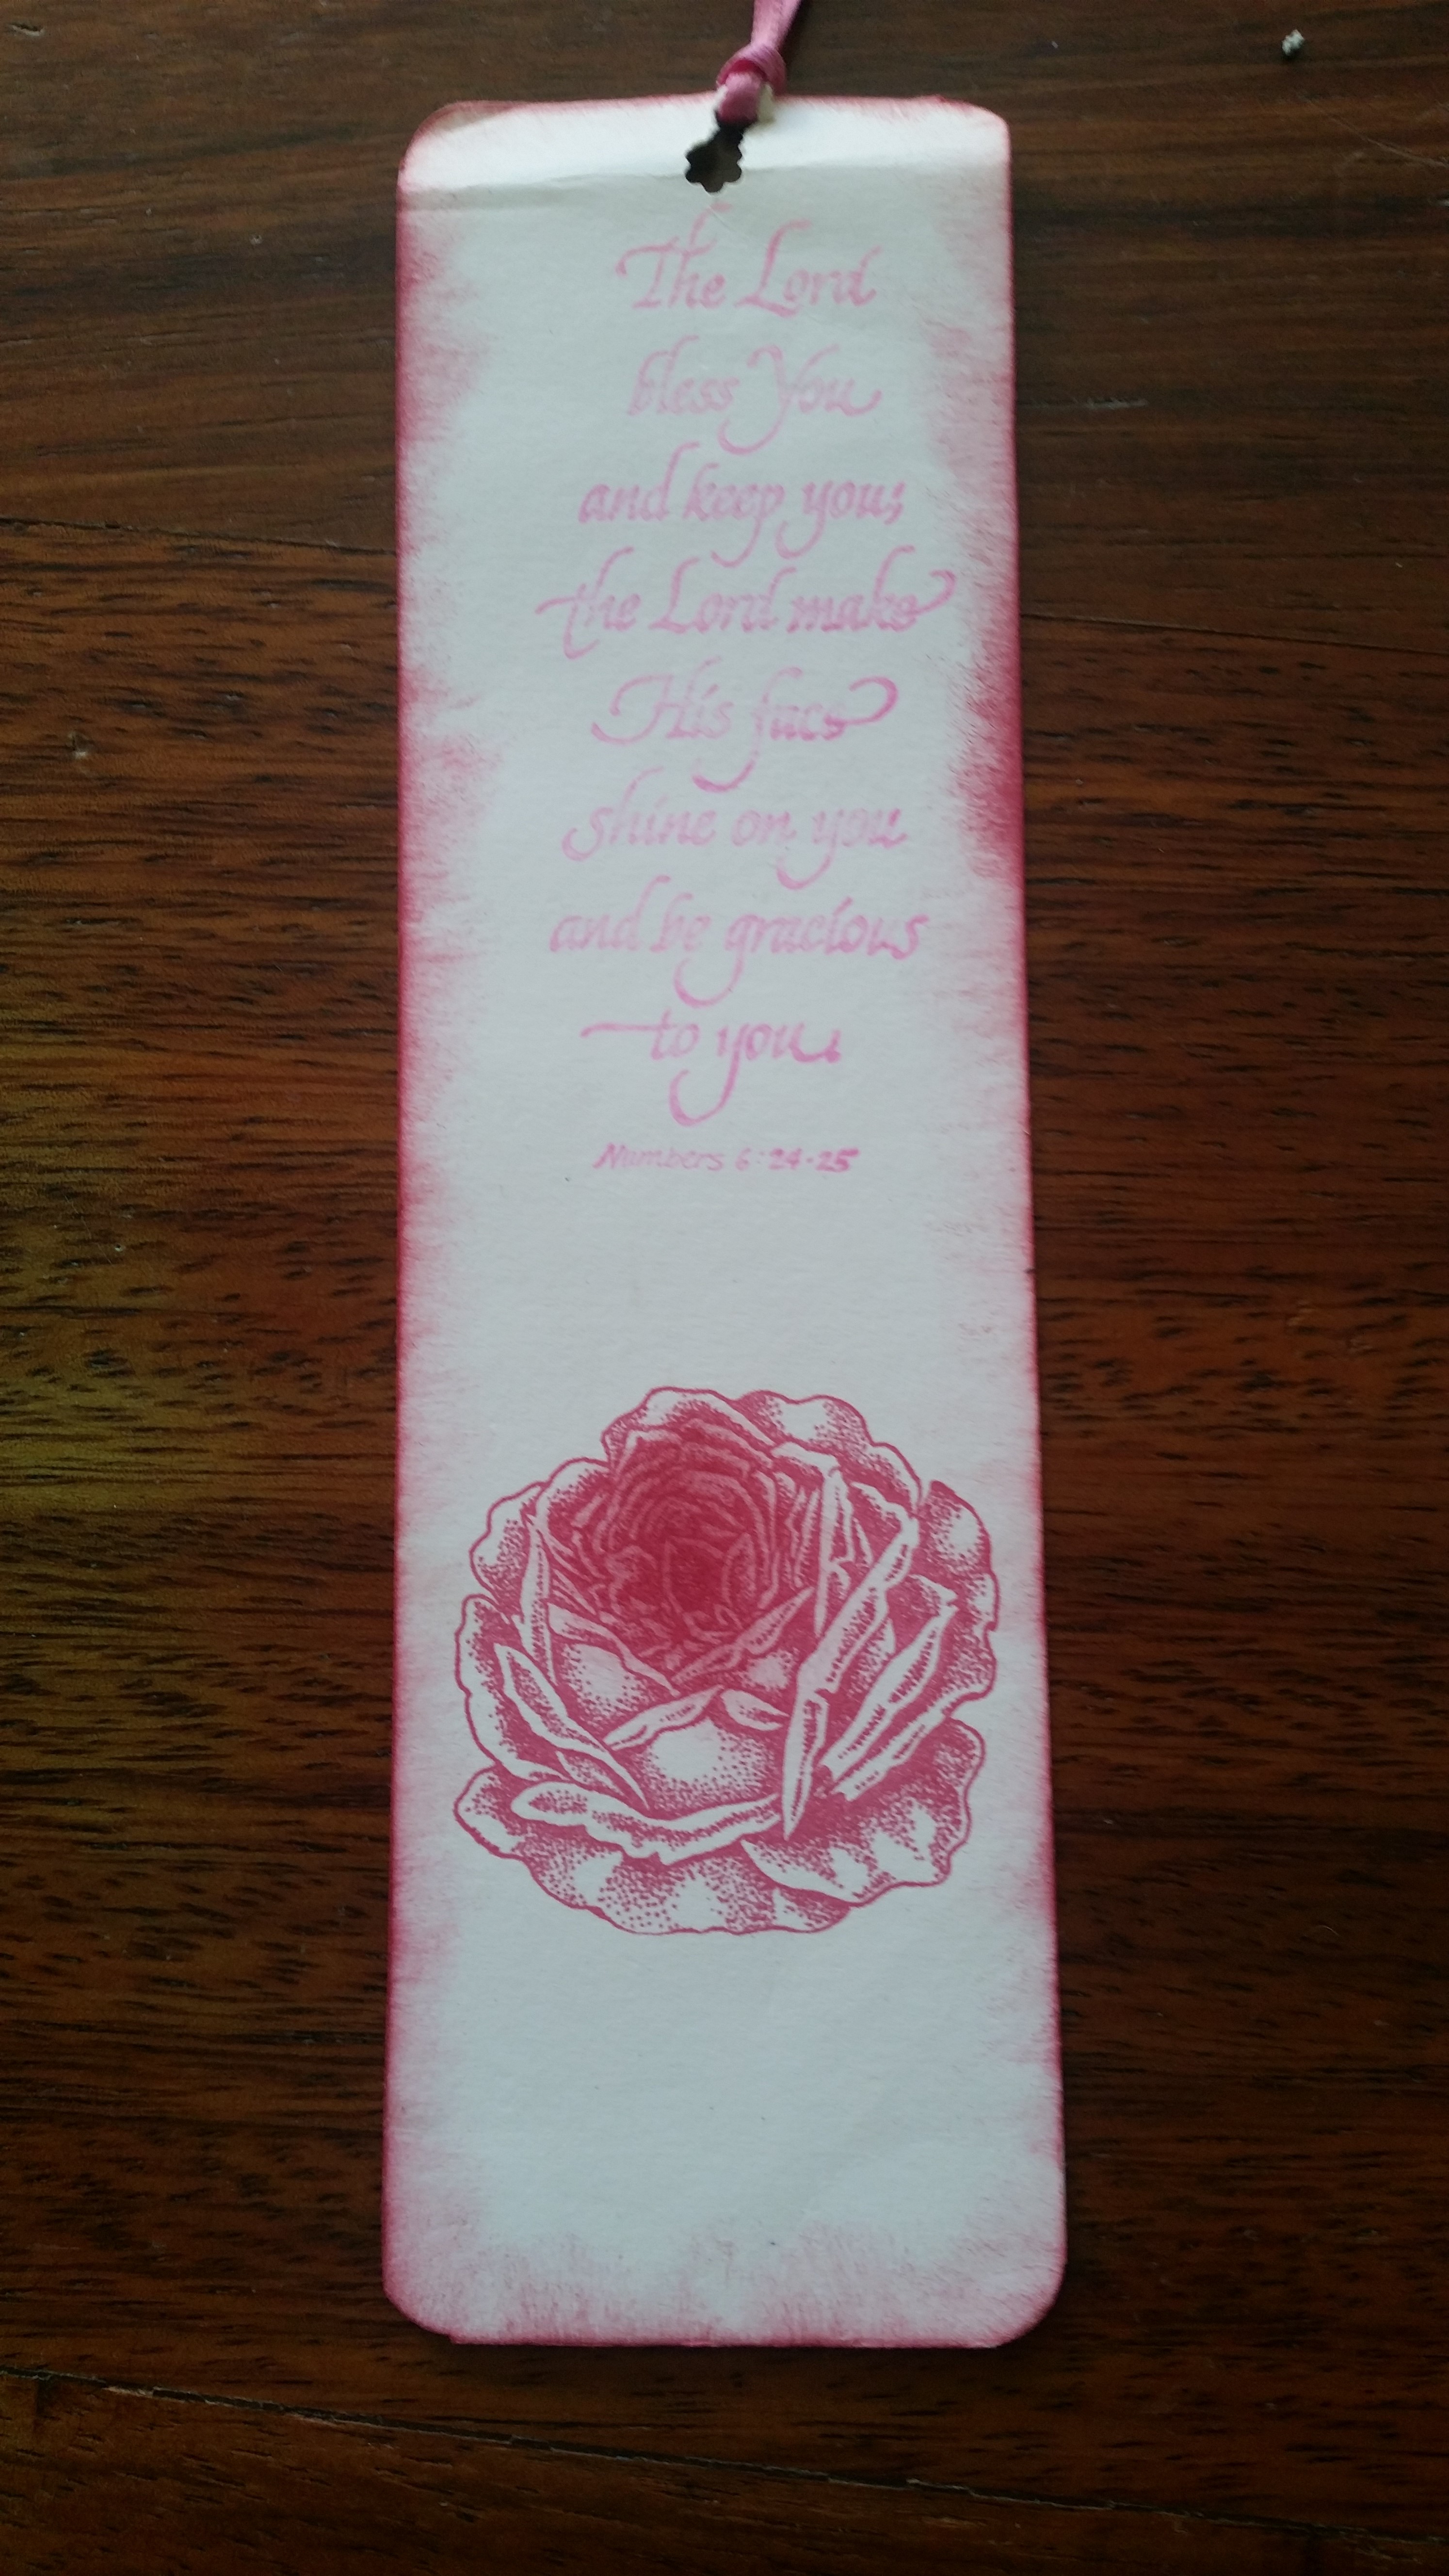 The Lord
bless You
and keep you;
the Lord make
His face
shine on you
and be gracious
to you.
Numbers 6:24-25